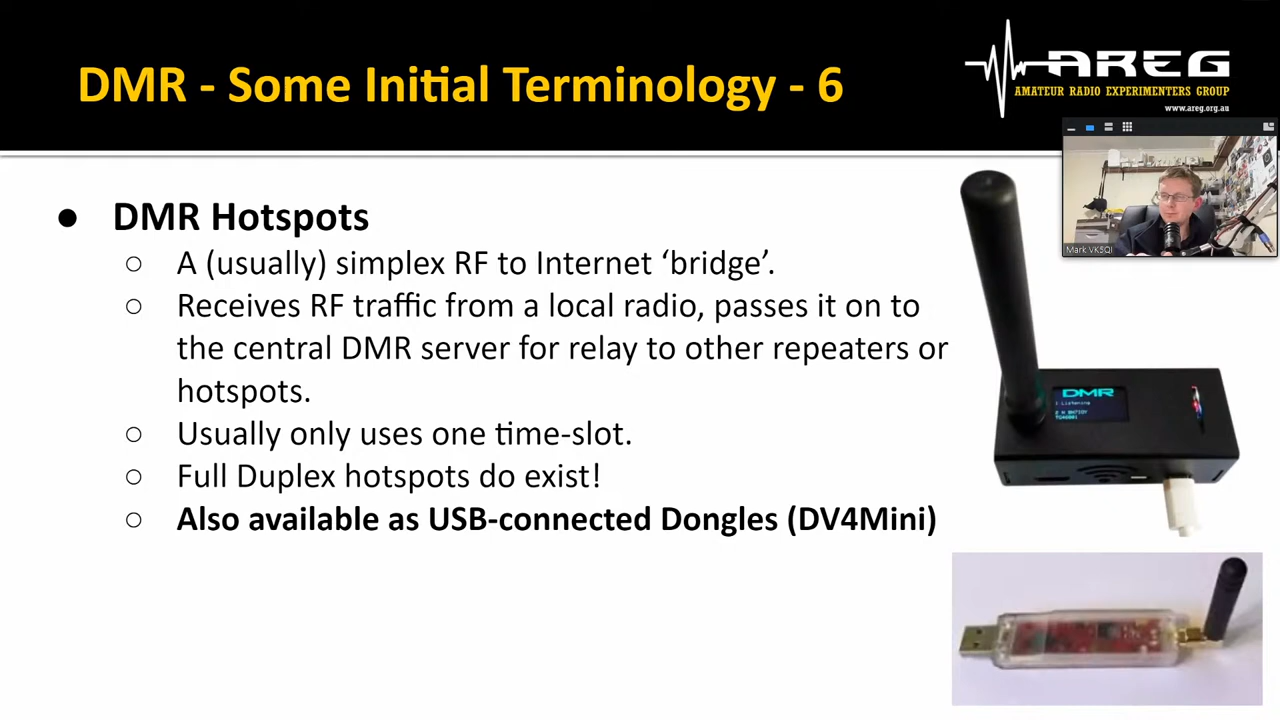 DMR - Some Initial Terminology - 6
AREG
AMATEUR RADIO EXPERIMENTERS GROUP
www.areg.org.au
Mark VK5QI
● DMR Hotspots
○ A (usually) simplex RF to Internet ‘bridge’.
○ Receives RF traffic from a local radio, passes it on to
the central DMR server for relay to other repeaters or
hotspots.
○ Usually only uses one time-slot.
○ Full Duplex hotspots do exist!
○ Also available as USB-connected Dongles (DV4Mini)
DMR
Listening